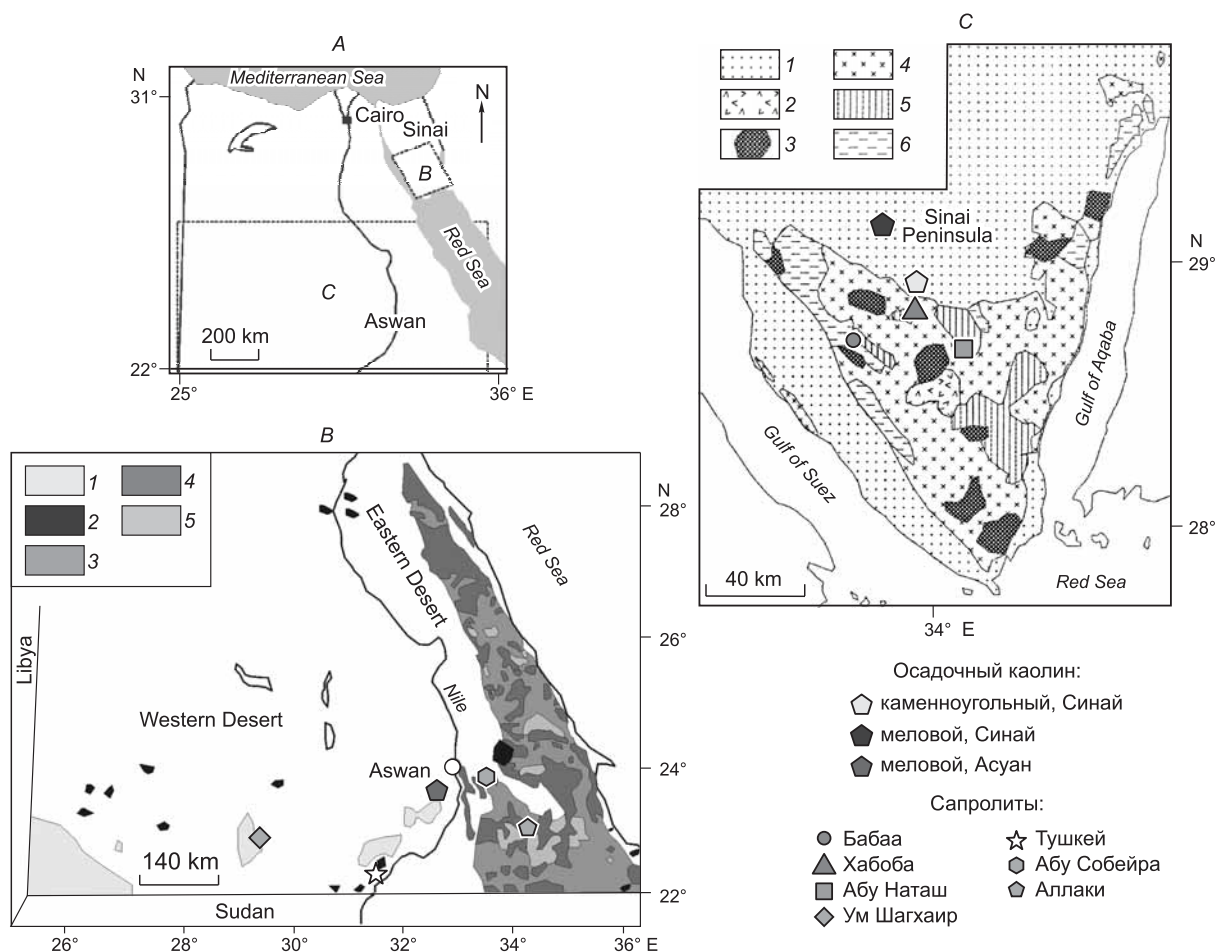 A
N
31°
Mediterranean Sea
N
Cairo
Sinai
B
Red Sea
C
Aswan
200 km
22°
25°
36° E
B
1
2
3
4
5
N
28°
26°
24°
22°
Eastern Desert
Red Sea
Libya
Nile
Western Desert
Aswan
140 km
Sudan
26°
28°
30°
32°
34°
36° E
C
1
2
3
4
5
6
Sinai
Peninsula
N
29°
28°
Gulf of Aqaba
Gulf of Suez
40 km
Red Sea
34° E
Осадочный каолин:
каменноугольный, Синай
меловой, Синай
меловой, Асуан
Сапролиты:
Бабаа
Хабоба
Абу Наташ
Ум Шагхаир
Тушкей
Абу Собейра
Аллаки